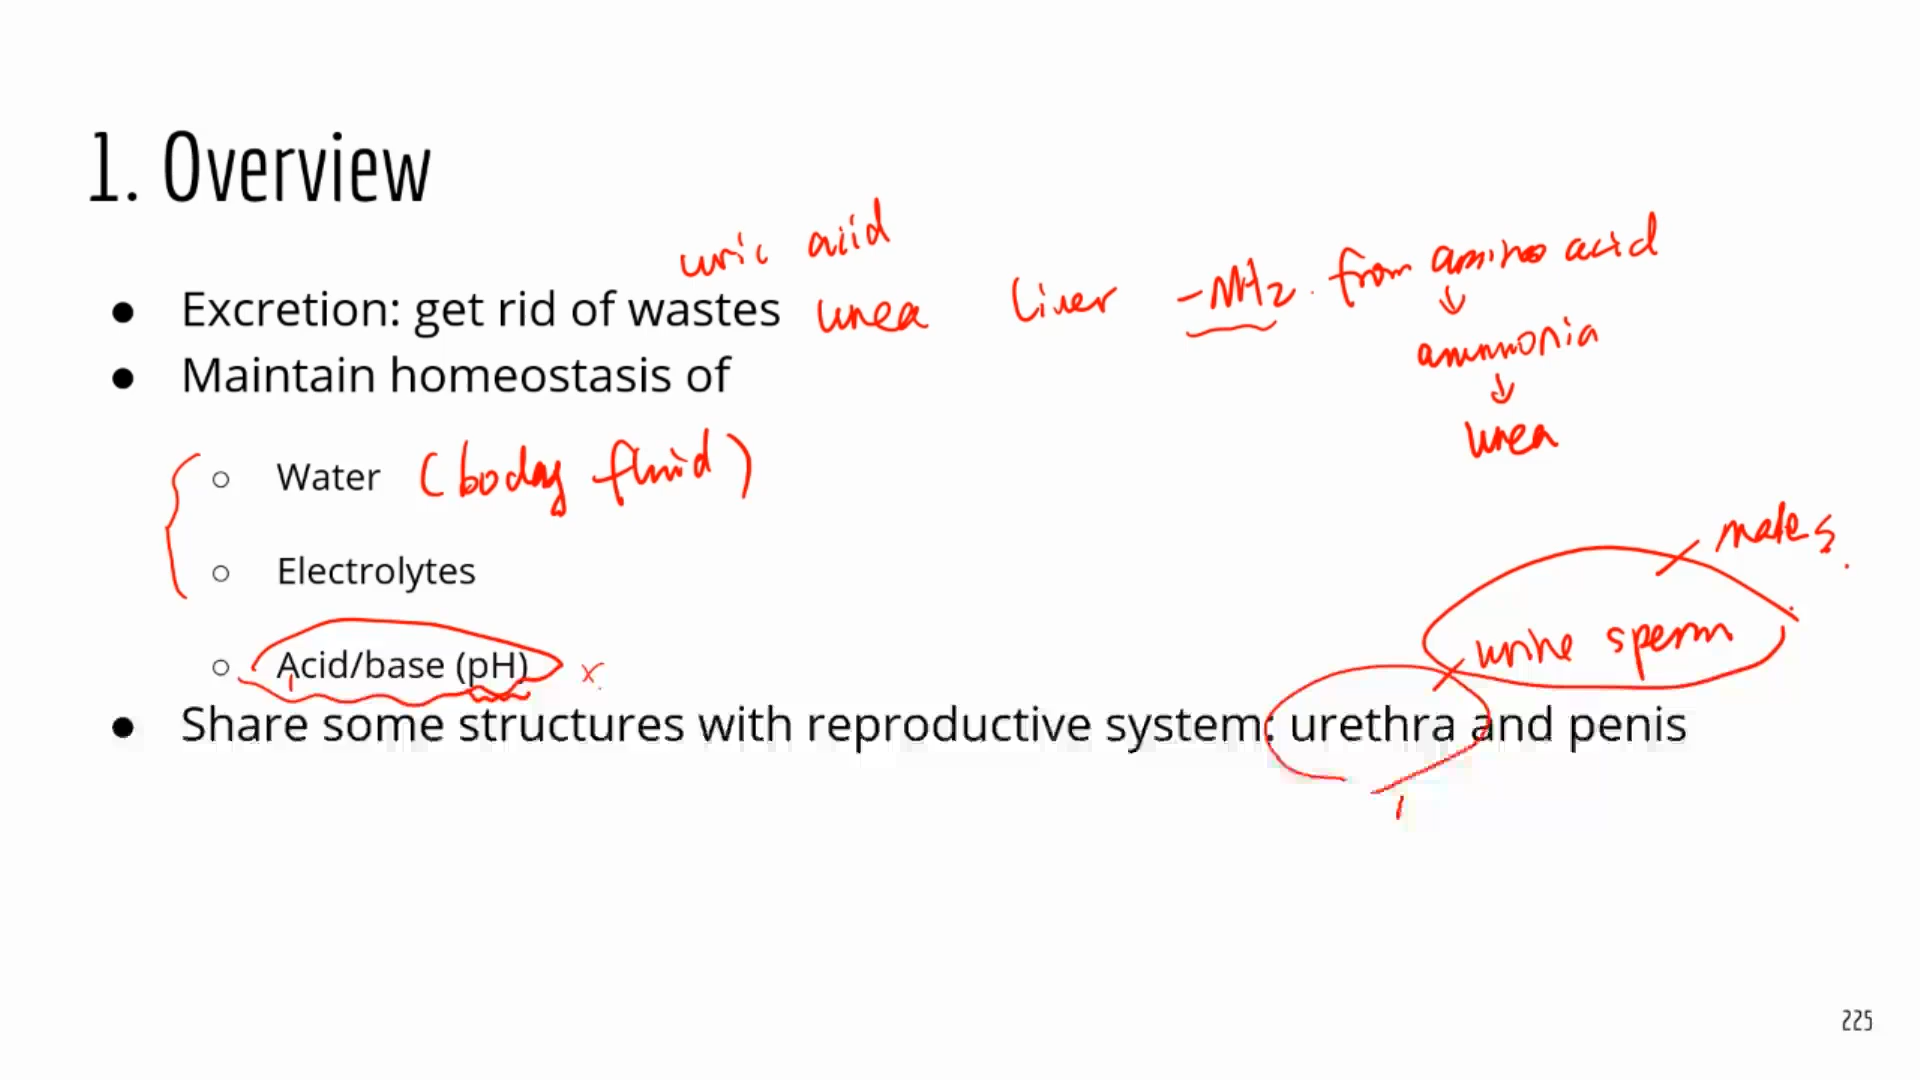 1. Overview
uric acid
● Excretion: get rid of wastes urea Liver -NH2 from amino acid
↓
ammonia
↓
urea
● Maintain homeostasis of
○ Water (body fluid)
○ Electrolytes
males
urine sperm
○ Acid/base (pH) x
● Share some structures with reproductive system: urethra and penis
225